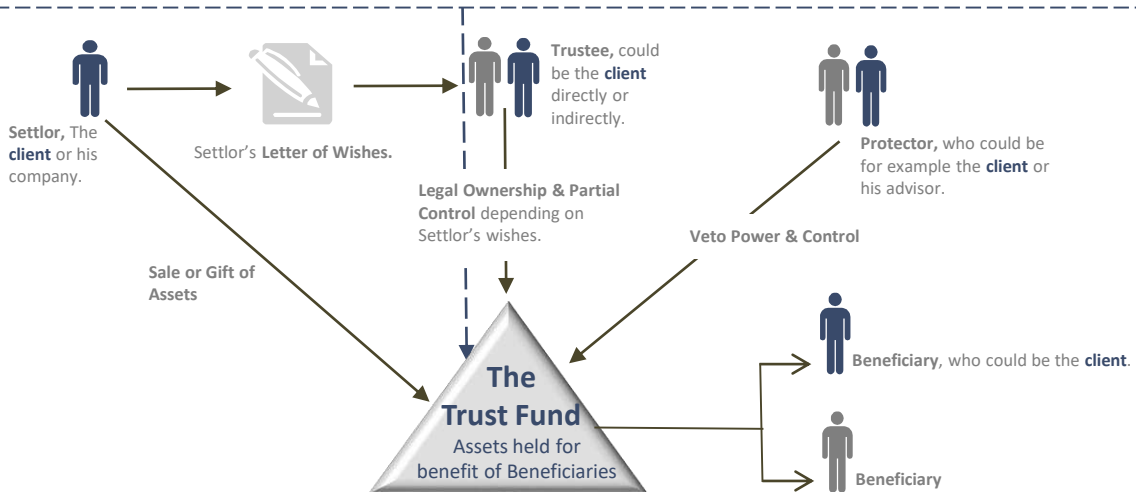 Settlor, The
client or his
company.
Settlor's Letter of Wishes.
Trustee, could
be the client
directly or
indirectly.
Protector, who could be
for example the client or
his advisor.
Legal Ownership & Partial
Control depending on
Settlor's wishes.
Veto Power & Control
Sale or Gift of
Assets
The
Trust Fund
Assets held for
benefit of Beneficiaries
Beneficiary, who could be the client.
Beneficiary